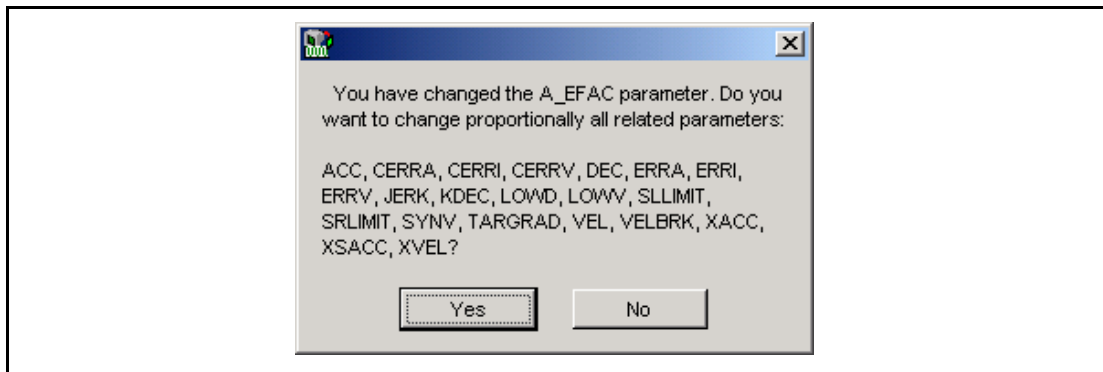 You have changed the A_EFAC parameter. Do you
want to change proportionally all related parameters:
ACC, CERRA, CERRI, CERRV, DEC, ERRA, ERRI,
ERRV, JERK, KDEC, LOWD, LOWV, SLLIMIT,
SRLIMIT, SYNV, TARGRAD, VEL, VELBRK, XACC,
XSACC, XVEL?
Yes
No